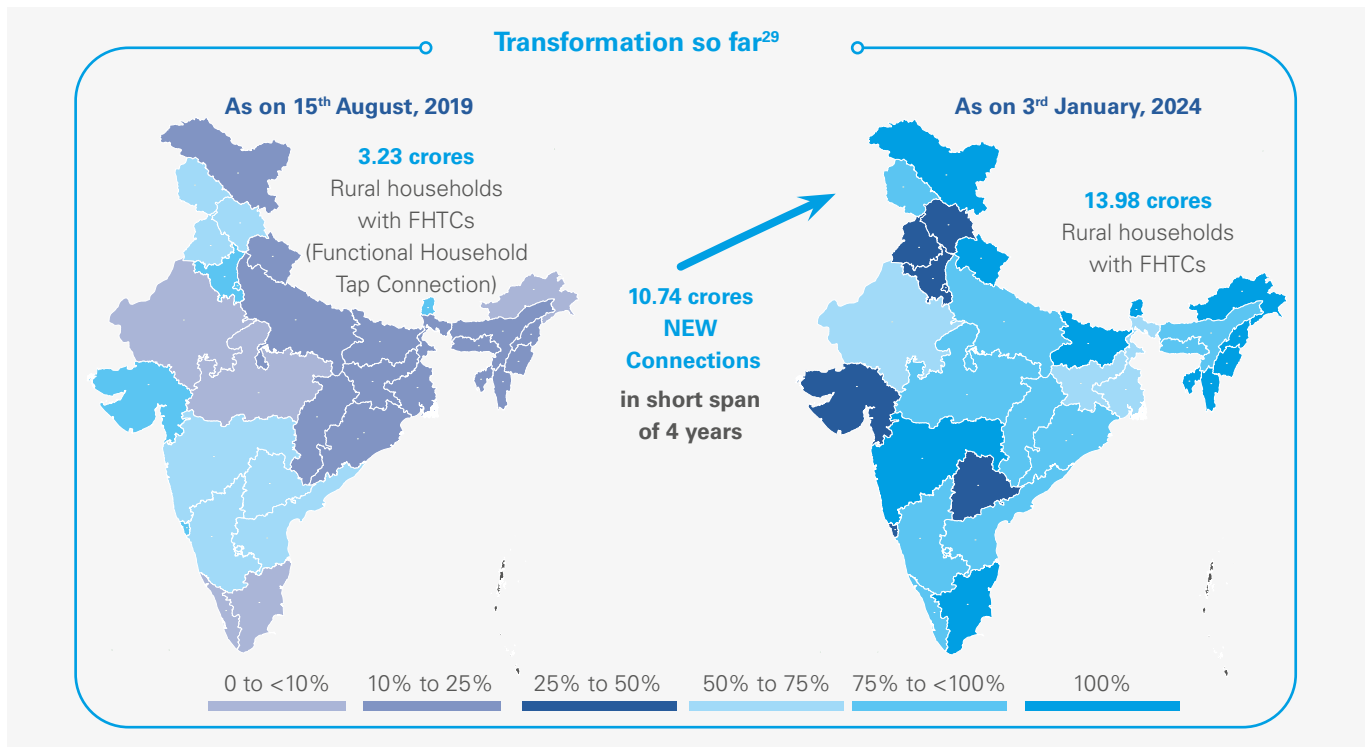 Transformation so far29
As on 15th August, 2019
3.23 crores
Rural households
with FHTCs
(Functional Household
Tap Connection)
10.74 crores
NEW
Connections
in short span
of 4 years
As on 3rd January, 2024
13.98 crores
Rural households
with FHTCs
0 to <10%
10% to 25%
25% to 50%
50% to 75%
75% to <100%
100%